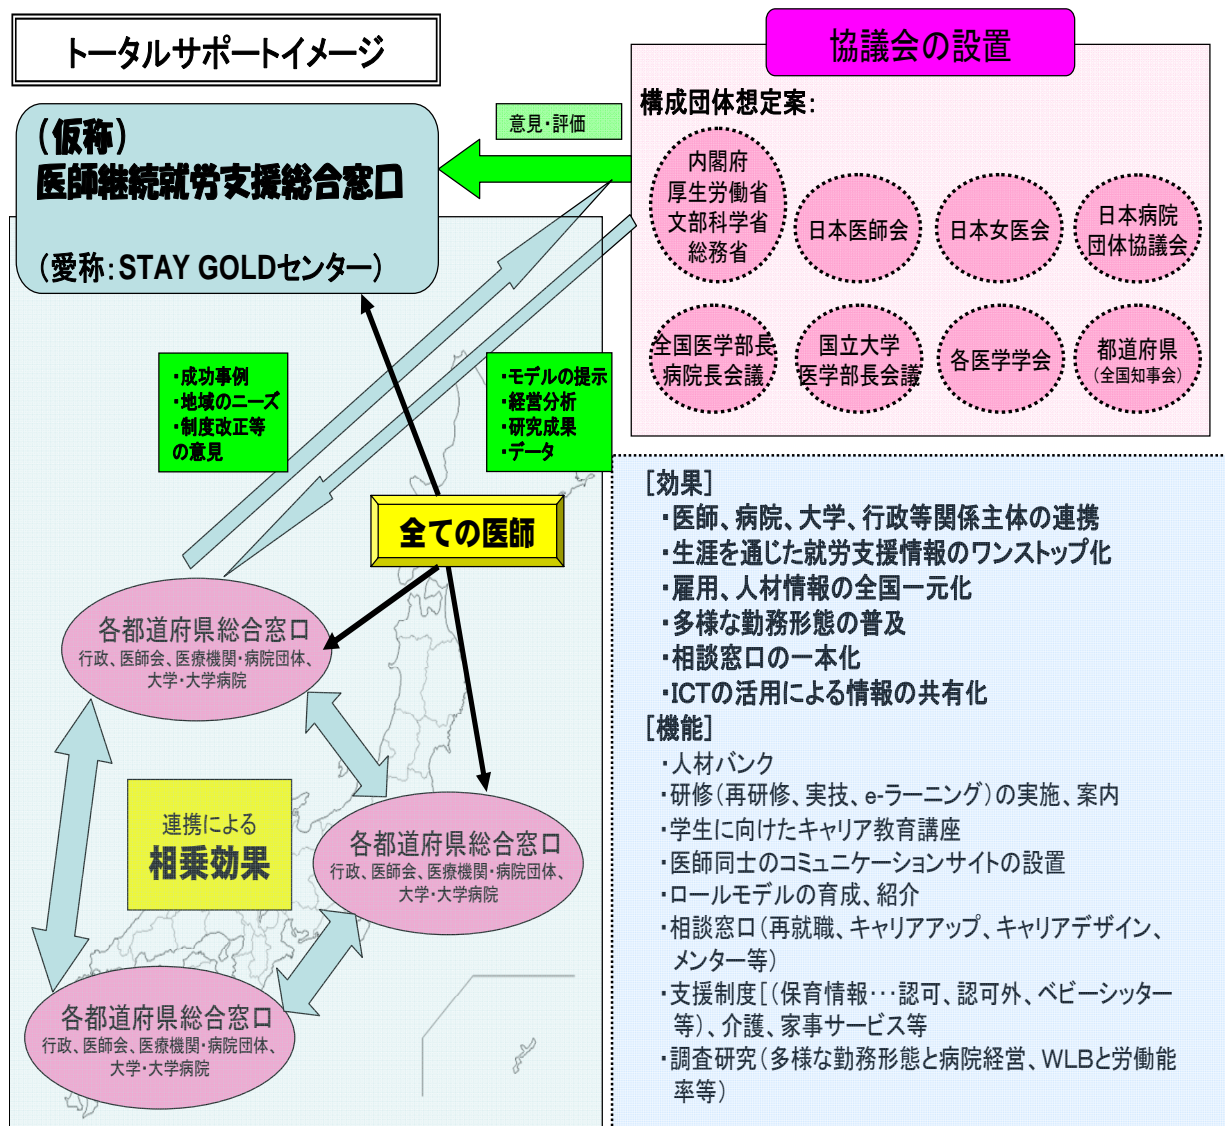 トータルサポートイメージ
協議会の設置
(仮称)
医師継続就労支援総合窓口
(愛称:STAY GOLDセンター)
意見・評価
構成団体想定案:
内閣府
厚生労働省
文部科学省
総務省
日本医師会
日本女医会
日本病院
団体協議会
全国医学部長
病院長会議
国立大学
医学部長会議
各医学学会
都道府県
(全国知事会)
・成功事例
・地域のニーズ
・制度改正等
の意見
・モデルの提示
・経営分析
・研究成果
・データ
全ての医師
各都道府県総合窓口
行政、医師会、医療機関・病院団体、
大学・大学病院
連携による
相乗効果
各都道府県総合窓口
行政、医師会、医療機関・病院団体、
大学・大学病院
各都道府県総合窓口
行政、医師会、医療機関・病院団体、
大学・大学病院
[効果]
・医師、病院、大学、行政等関係主体の連携
・生涯を通じた就労支援情報のワンストップ化
・雇用、人材情報の全国一元化
・多様な勤務形態の普及
・相談窓口の一本化
・ICTの活用による情報の共有化
[機能]
・人材バンク
・研修(再研修、実技、e-ラーニング)の実施、案内
・学生に向けたキャリア教育講座
・医師同士のコミュニケーションサイトの設置
・ロールモデルの育成、紹介
・相談窓口(再就職、キャリアアップ、キャリアデザイン、
メンター等)
・支援制度[(保育情報・・・認可、認可外、ベビーシッター
等)、介護、家事サービス等
・調査研究(多様な勤務形態と病院経営、WLBと労働能
率等)